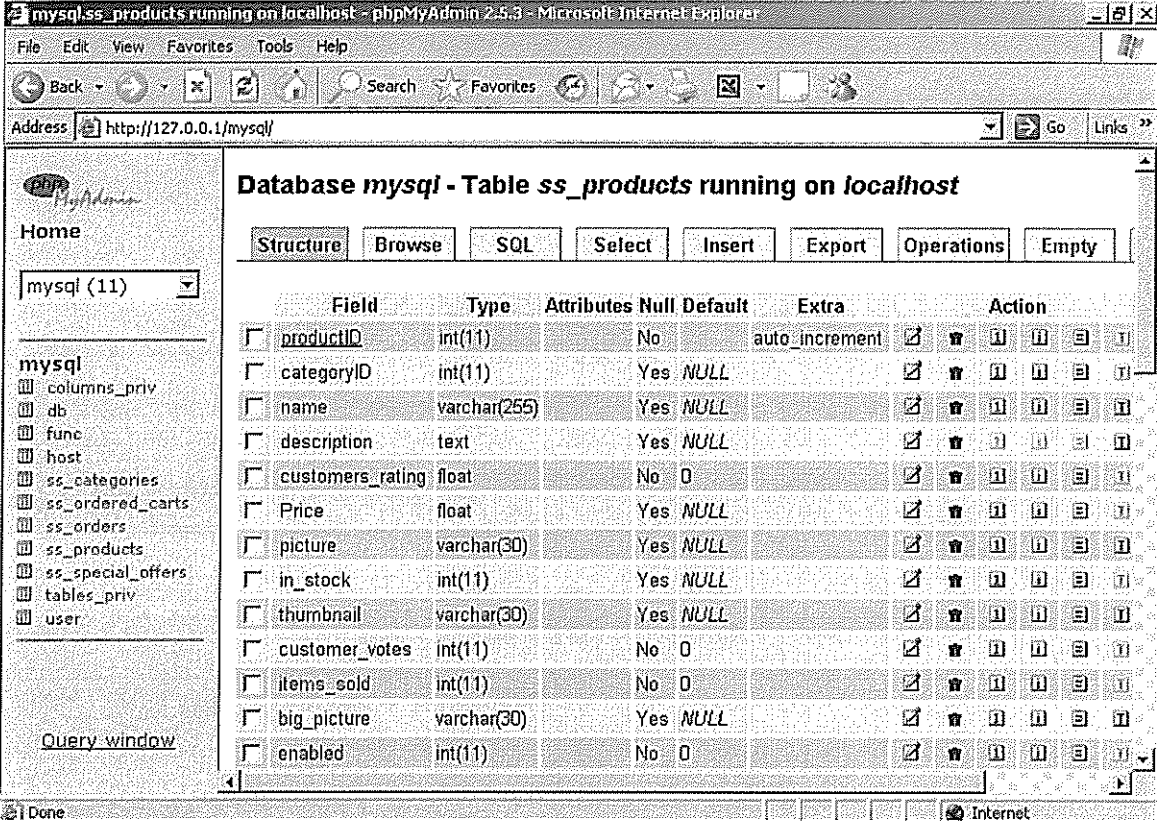 mysql.ss_products running on localhost - phpMyAdmin 2.5.3 - Microsoft Internet Explorer
File Edit View Favorites Tools Help
Back Search Favorites
Address http://127.0.0.1/mysql/ Go Links »
php
MyAdmin
Home
mysql (11)
mysql
columns_priv
db
func
host
ss_categories
ss_ordered_carts
ss_orders
ss_products
ss_special_offers
tables_priv
user
Query window
Database mysql - Table ss_products running on localhost
Structure Browse SQL Select Insert Export Operations Empty
Field Type Attributes Null Default Extra Action
productID int(11) No auto_increment
categoryID int(11) Yes NULL
name varchar(255) Yes NULL
description text Yes NULL
customers_rating float No 0
Price float Yes NULL
picture varchar(30) Yes NULL
in_stock int(11) Yes NULL
thumbnail varchar(30) Yes NULL
customer_votes int(11) No 0
items_sold int(11) No 0
big_picture varchar(30) Yes NULL
enabled int(11) No 0
Done Internet